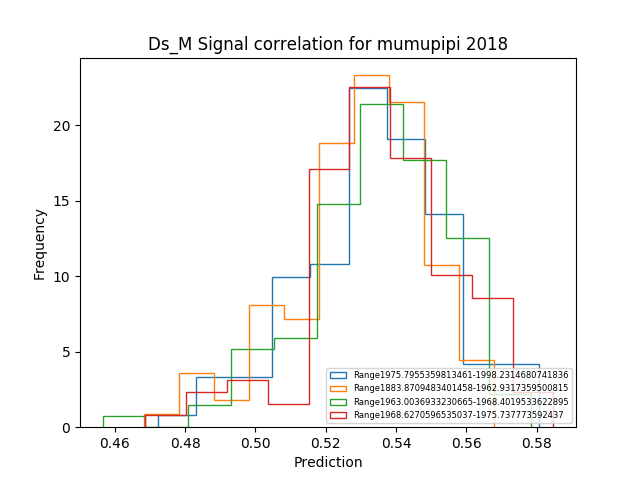 Ds_M Signal correlation for mumupipi 2018
Frequency
20
15
10
5
0
Range1975.7955359813461-1998.2314680741836
Range1883.8709483401458-1962.9317359500815
Range1963.0036933230665-1968.4019533622895
Range1968.6270596535037-1975.737773592437
0.46 0.48 0.50 0.52 0.54 0.56 0.58
Prediction